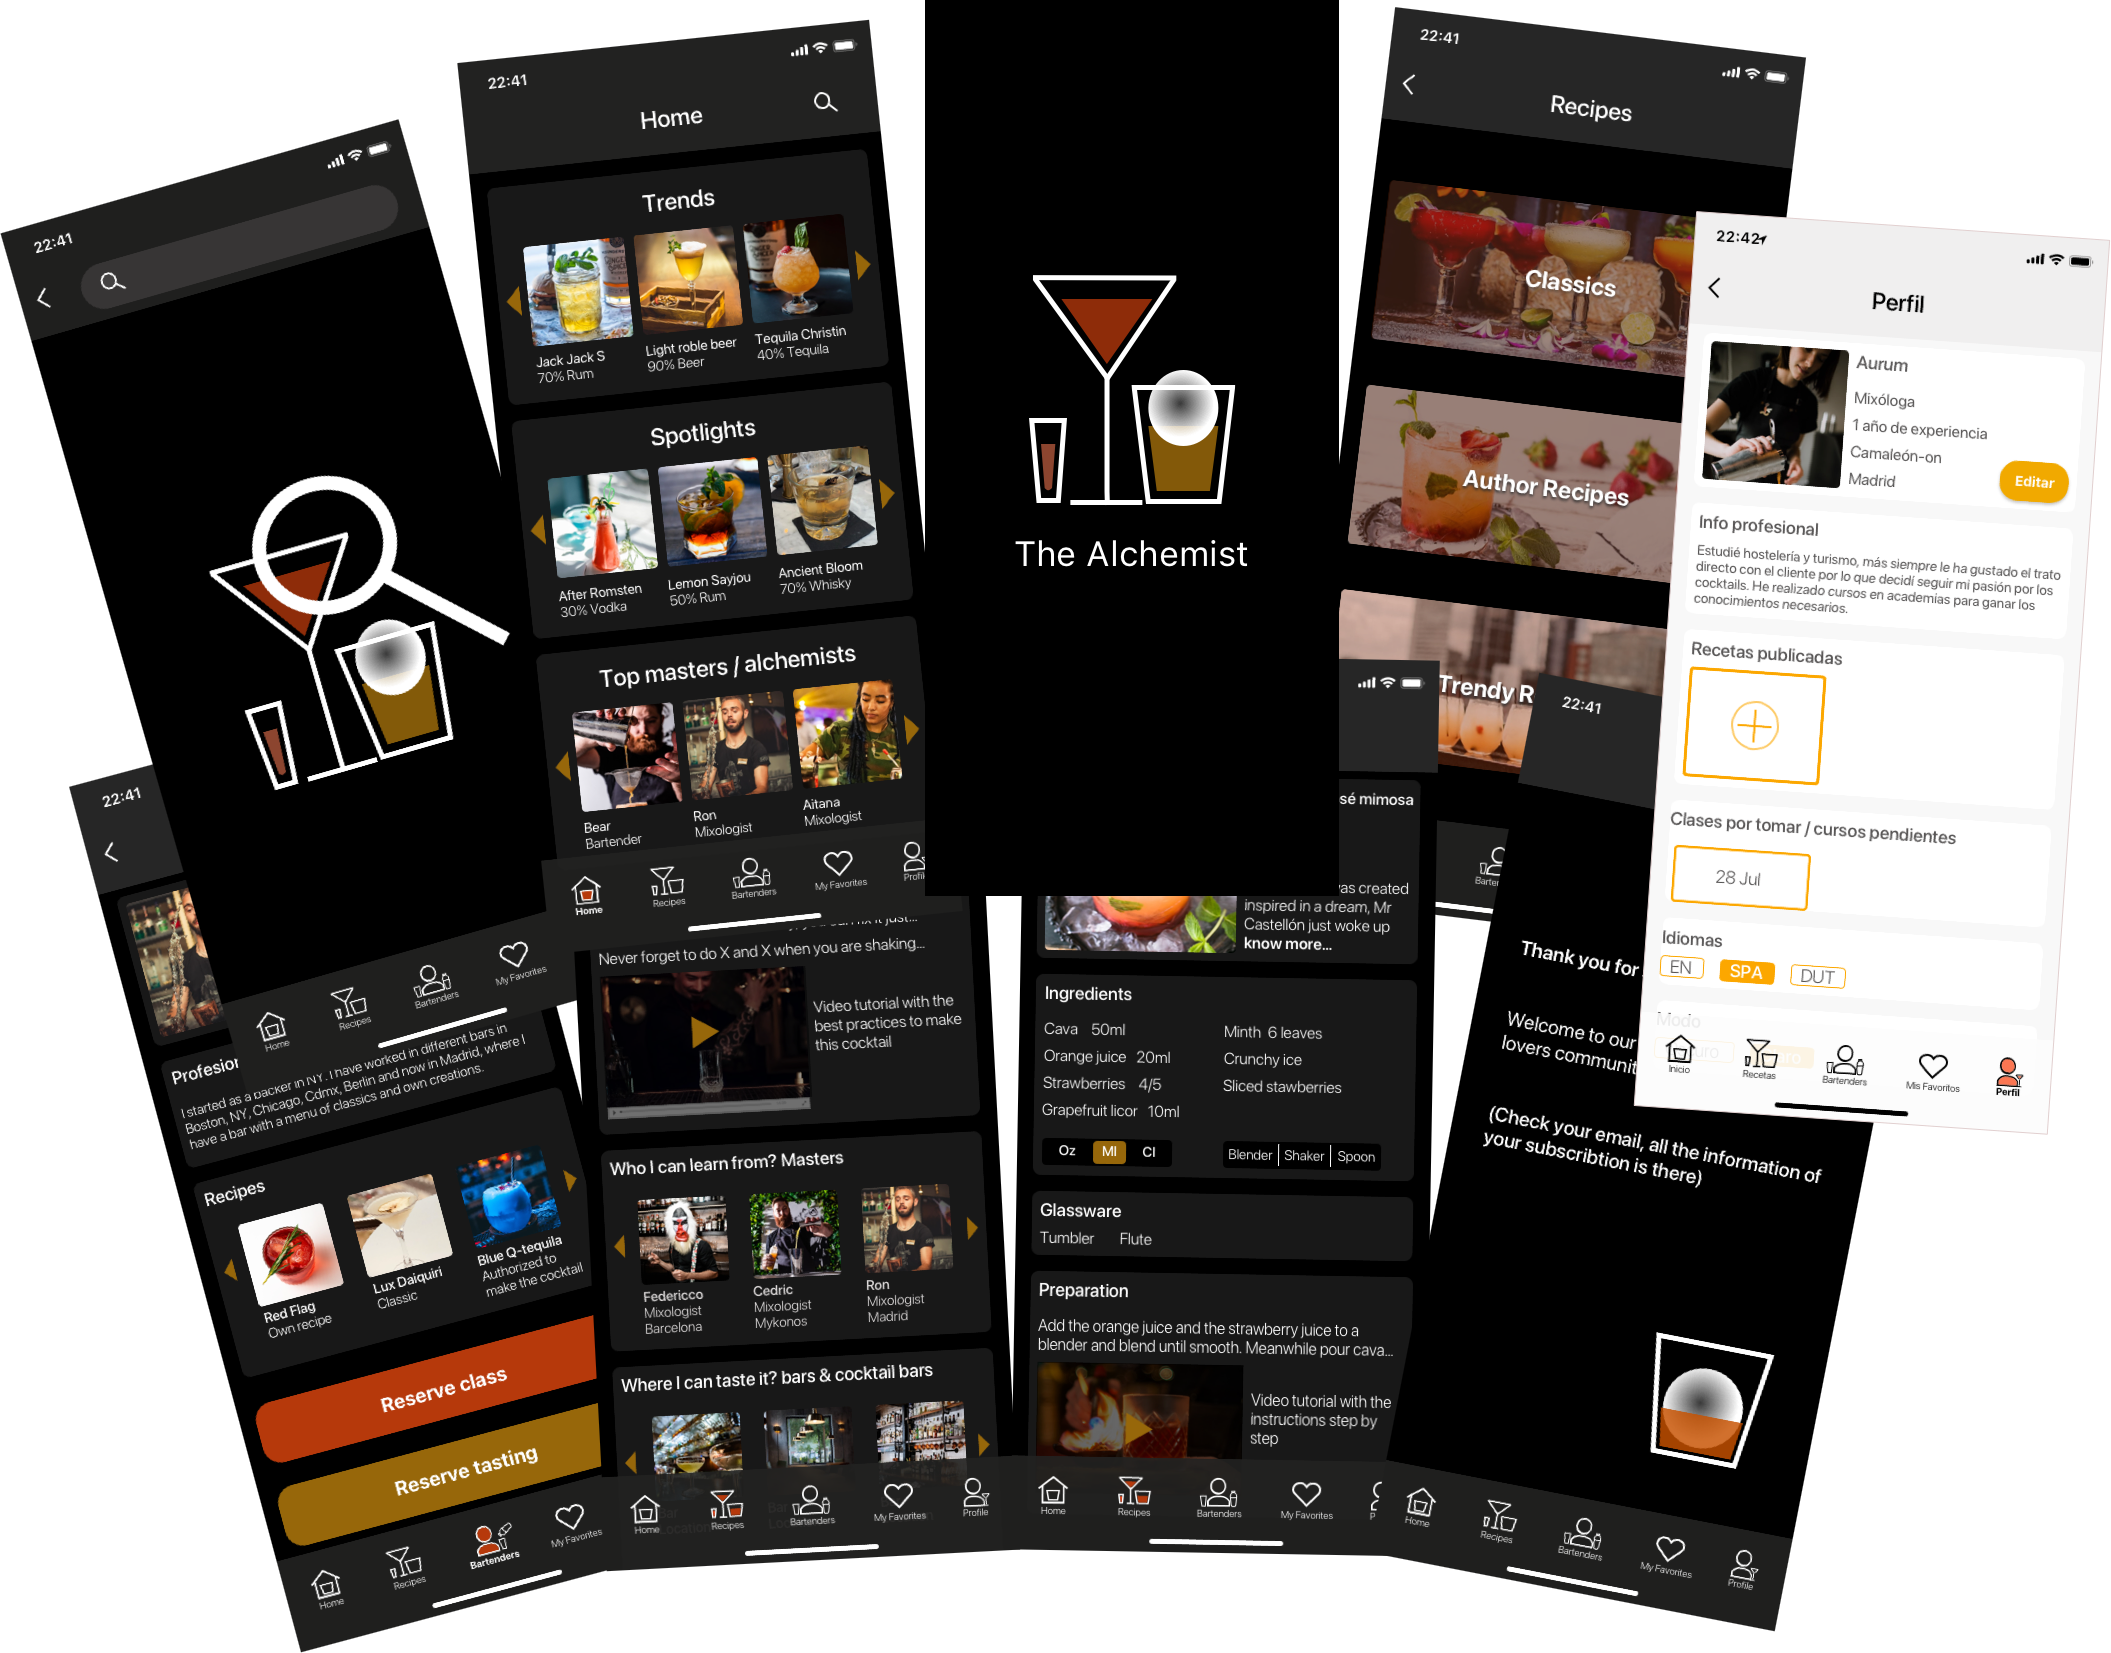 22:41
22:41
Home
Trends
Jack Jack S
70% Rum
Light roble beer
90% Beer
Tequila Christin
40% Tequila
Spotlights
After Romsten
30% Vodka
Lemon Sayjou
50% Rum
Ancient Bloom
70% Whisky
Top masters / alchemists
Bear
Bartender
Ron
Mixologist
Aitana
Mixologist
Home
Recipes
Bartenders
My Favorites
Profil
The Alchemist
22:41
Recipes
Classics
Author Recipes
Trendy R
22:42
Perfil
Aurum
Mixóloga
1 año de experiencia
Camaleón-on
Madrid
Editar
Info profesional
Estudié hostelería y turismo, más siempre le ha gustado el trato
directo con el cliente por lo que decidí seguir mi pasión por los
cocktails. He realizado cursos en academias para ganar los
conocimientos necesarios.
Recetas publicadas
Clases por tomar / cursos pendientes
28 Jul
Idiomas
EN SPA DUT
Modo
Inicio
Recetas
Bartenders
Mis Favoritos
Perfil
Home
Recipes
Bartenders
My Favorites
22:41
Profesion
I started as a backer in NY. I have worked in different bars in
Boston, NY, Chicago, Cdmx, Berlin and now in Madrid, where I
have a bar with a menu of classics and own creations.
Recipes
Red Flag
Own recipe
Lux Daiquirí
Classic
Blue Q-tequila
Authorized to
make the cocktail
Reserve class
Reserve tasting
Home
Recipes
Bartenders
My Favorites
Never forget to do X and X when you are shaking...
Video tutorial with the
best practices to make
this cocktail
Who I can learn from? Masters
Federicco
Mixologist
Barcelona
Cedric
Mixologist
Mykonos
Ron
Mixologist
Madrid
Where I can taste it? bars & cocktail bars
Home
Recipes
Bartenders
My Favorites
Profile
sé mimosa
was created
inspired in a dream, Mr
Castellón just woke up
know more...
Ingredients
Cava 50ml
Orange juice 20ml
Strawberries 4/5
Grapefruit licor 10ml
Minth 6 leaves
Crunchy ice
Sliced stawberries
Oz Ml Cl
Blender Shaker Spoon
Glassware
Tumbler Flute
Preparation
Add the orange juice and the strawberry juice to a
blender and blend until smooth. Meanwhile pour cava...
Video tutorial with the
instructions step by
step
Home
Recipes
Bartenders
My Favorites
P
Barte
22:41
Thank you for
Welcome to our
lovers communit
(Check your email, all the information of
your subscribtion is there)
Home
Recipes
Bartenders
My Favorites
Profile